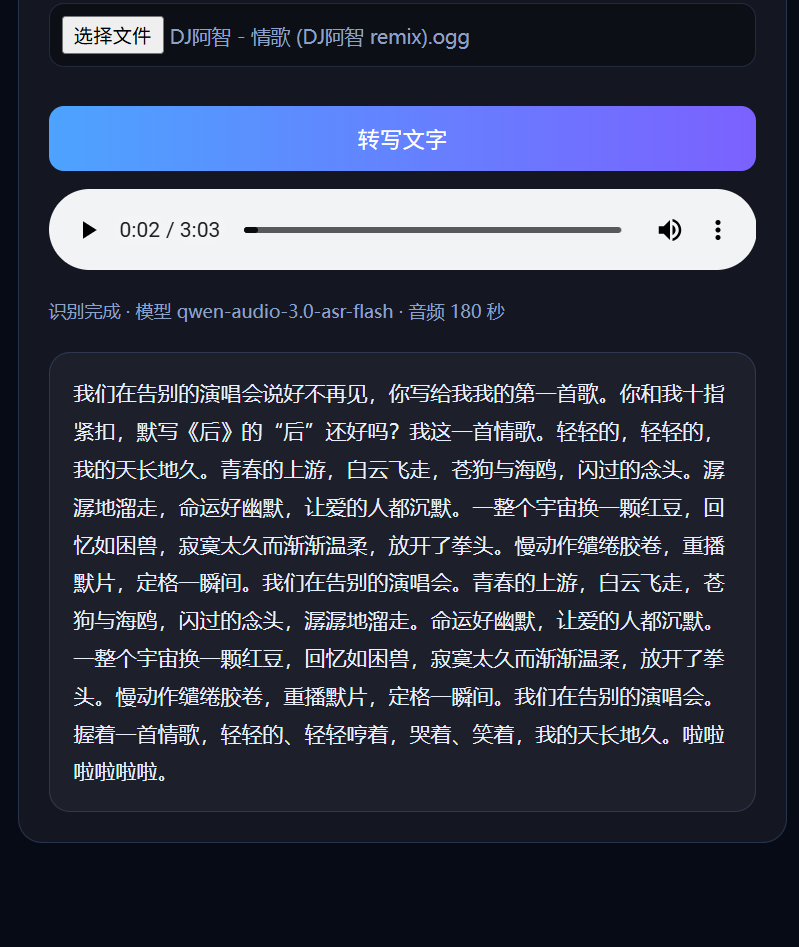 选择文件 DJ阿智 - 情歌 (DJ阿智 remix).ogg
转写文字
0:02 / 3:03
识别完成 · 模型 qwen-audio-3.0-asr-flash · 音频 180 秒
我们在告别的演唱会说好不再见，你写给我我的第一首歌。你和我十指
紧扣，默写《后》的“后”还好吗？我这一首情歌。轻轻的，轻轻的，
我的天长地久。青春的上游，白云飞走，苍狗与海鸥，闪过的念头。潺
潺地溜走，命运好幽默，让爱的人都沉默。一整个宇宙换一颗红豆，回
忆如困兽，寂寞太久而渐渐温柔，放开了拳头。慢动作缱绻胶卷，重播
默片，定格一瞬间。我们在告别的演唱会。青春的上游，白云飞走，苍
狗与海鸥，闪过的念头，潺潺地溜走。命运好幽默，让爱的人都沉默。
一整个宇宙换一颗红豆，回忆如困兽，寂寞太久而渐渐温柔，放开了拳
头。慢动作缱绻胶卷，重播默片，定格一瞬间。我们在告别的演唱会。
握着一首情歌，轻轻的、轻轻哼着，哭着、笑着，我的天长地久。啦啦
啦啦啦啦。